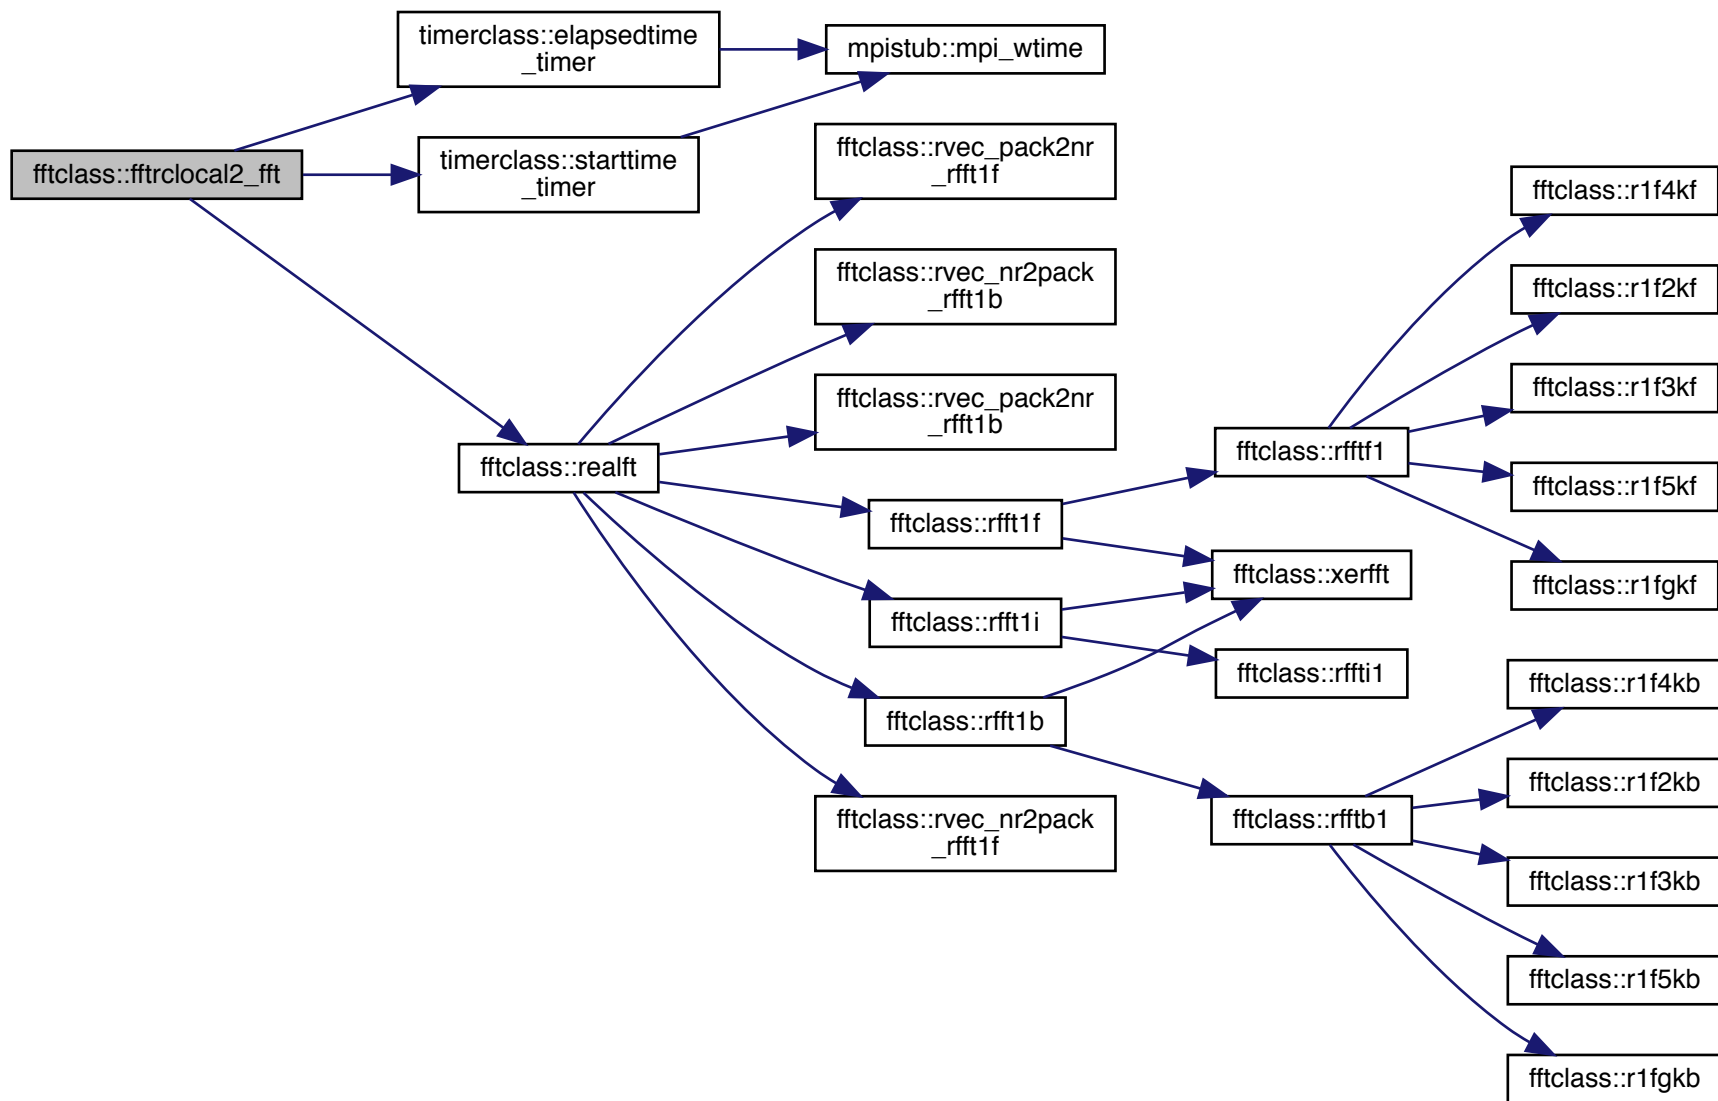 fftclass::fftrclocal2_fft
timerclass::elapsedtime
_timer
timerclass::starttime
_timer
mpistub::mpi_wtime
fftclass::realft
fftclass::rvec_pack2nr
_rfft1f
fftclass::rvec_nr2pack
_rfft1b
fftclass::rvec_pack2nr
_rfft1b
fftclass::rfft1f
fftclass::rfft1i
fftclass::rfft1b
fftclass::rvec_nr2pack
_rfft1f
fftclass::rfftf1
fftclass::xerfft
fftclass::rffti1
fftclass::rfftb1
fftclass::r1f4kf
fftclass::r1f2kf
fftclass::r1f3kf
fftclass::r1f5kf
fftclass::r1fgkf
fftclass::r1f4kb
fftclass::r1f2kb
fftclass::r1f3kb
fftclass::r1f5kb
fftclass::r1fgkb